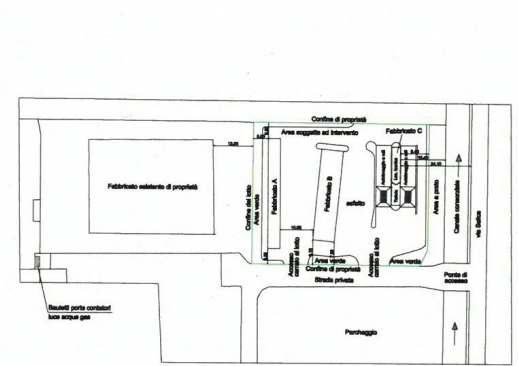 Confine di proprietà
Area soggetta ad intervento
Fabbricato C
Fabbricato esistente di proprietà
Confine del lotto
Area verde
Fabbricato A
Fabbricato B
asfalto
Area a prato
Canale consorziale
via Balloa
Accesso
carraio al lotto
Area verde
Confine di proprietà
Strada privata
Accesso
carraio al lotto
Area verde
Ponte di
accesso
Bauletti porta contatori
luce acqua gas
Parcheggio